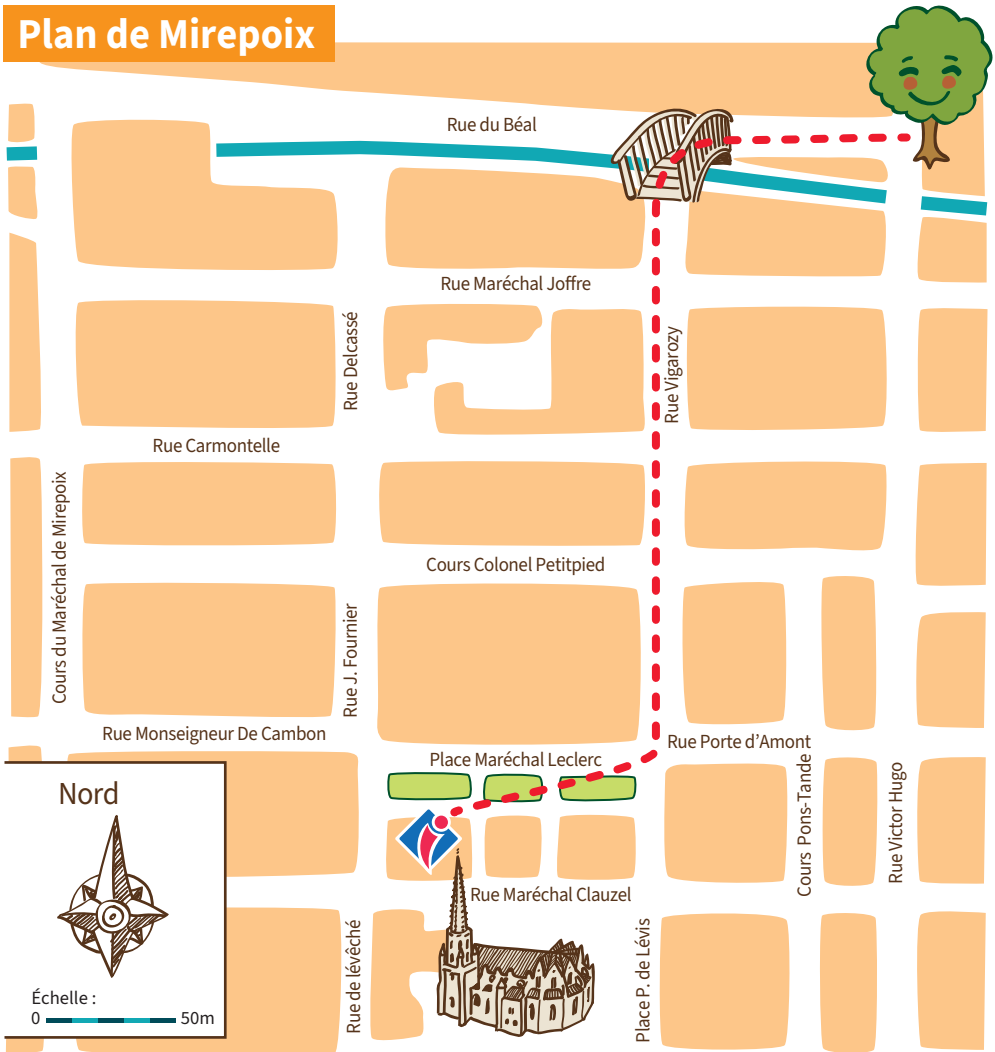 Plan de Mirepoix
Rue du Béal
Rue Maréchal Joffre
Rue Delcassé
Rue Vigarozy
Rue Carmontelle
Cours du Maréchal de Mirepoix
Cours Colonel Petitpied
Rue J. Fournier
Rue Monseigneur De Cambon
Rue Porte d’Amont
Place Maréchal Leclerc
Cours Pons-Tande
Rue Victor Hugo
Nord
Rue Maréchal Clauzel
Rue de lévêché
Place P. de Lévis
Échelle :
0 50m